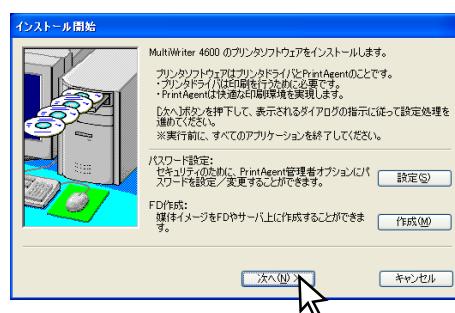 インストール開始
MultiWriter 4600 のプリンタソフトウェアをインストールします。
プリンタソフトウェアはプリンタドライバとPrintAgentのことです。
・プリンタドライバは印刷を行うために必要です。
・PrintAgentは快適な印刷環境を実現します。
[次へ]ボタンを押下して、表示されるダイアログの指示に従って設定処理を
進めてください。
※実行前に、すべてのアプリケーションを終了してください。
パスワード設定:
セキュリティのために、PrintAgent管理者オプションにパ
スワードを設定／変更することができます。
設定(S)
FD作成:
媒体イメージをFDやサーバ上に作成することができま
す。
作成(M)
次へ(N) >
キャンセル